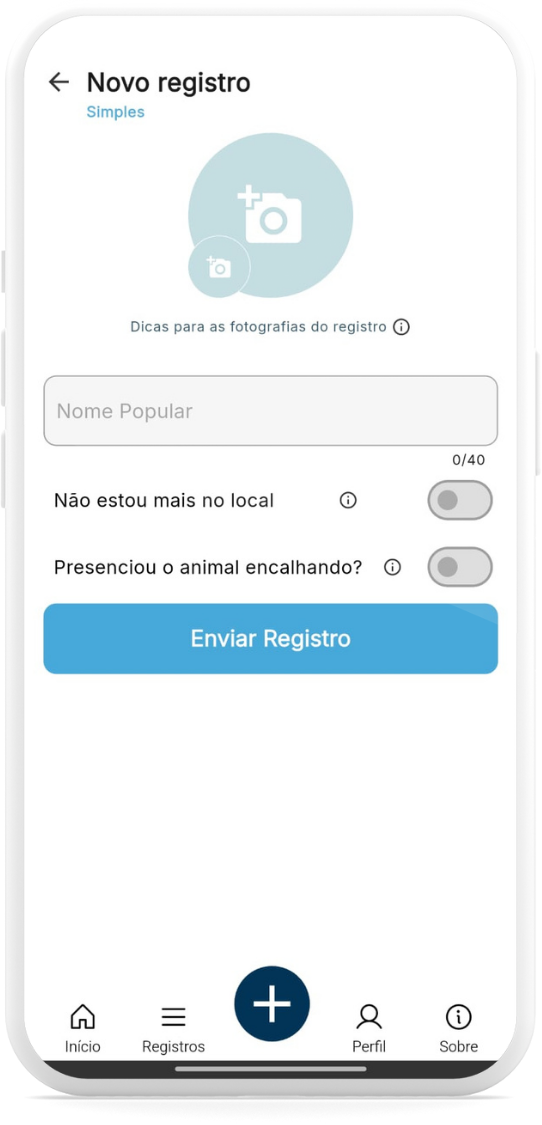 Novo registro
Simples
Dicas para as fotografias do registro
Nome Popular
0/40
Não estou mais no local
Presenciou o animal encalhando?
Enviar Registro
Início
Registros
Perfil
Sobre